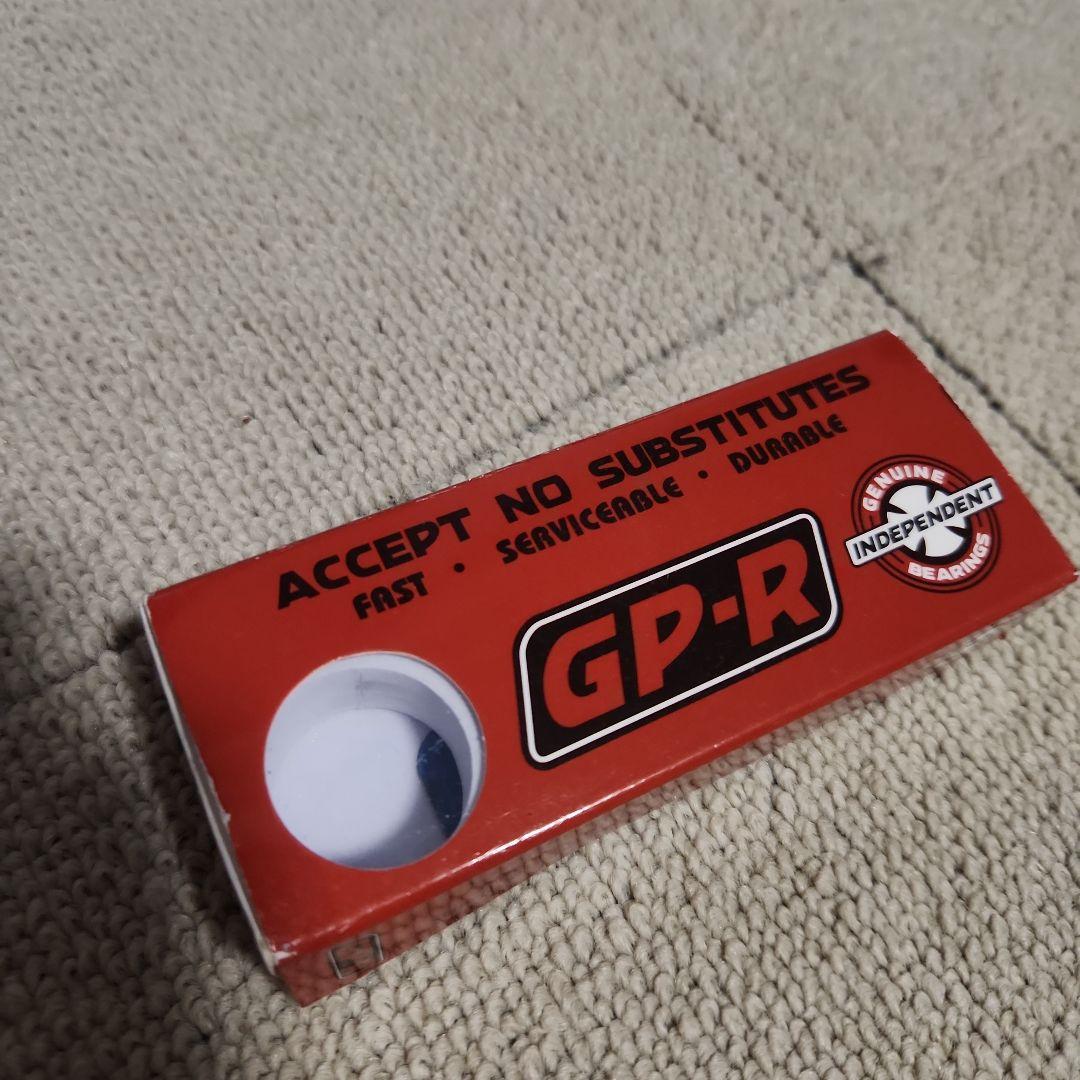 ACCEPT NO SUBSTITUTES
FAST • SERVICEABLE • DURABLE
GP-R
GENUINE
INDEPENDENT
BEARINGS